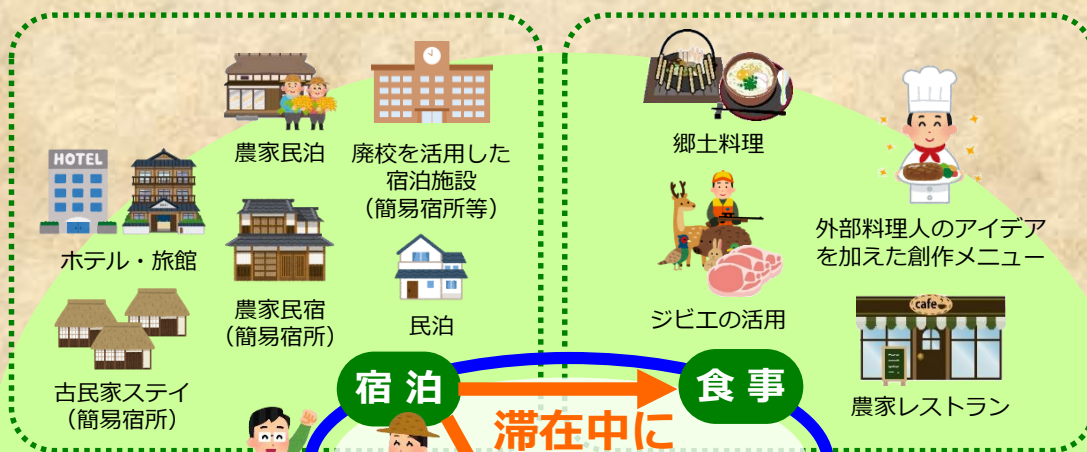 農家民泊
廃校を活用した
宿泊施設
（簡易宿所等）
HOTEL
ホテル・旅館
農家民宿
（簡易宿所）
民泊
古民家ステイ
（簡易宿所）
宿泊
郷土料理
外部料理人のアイデア
を加えた創作メニュー
ジビエの活用
cafe
農家レストラン
食事
滞在中に